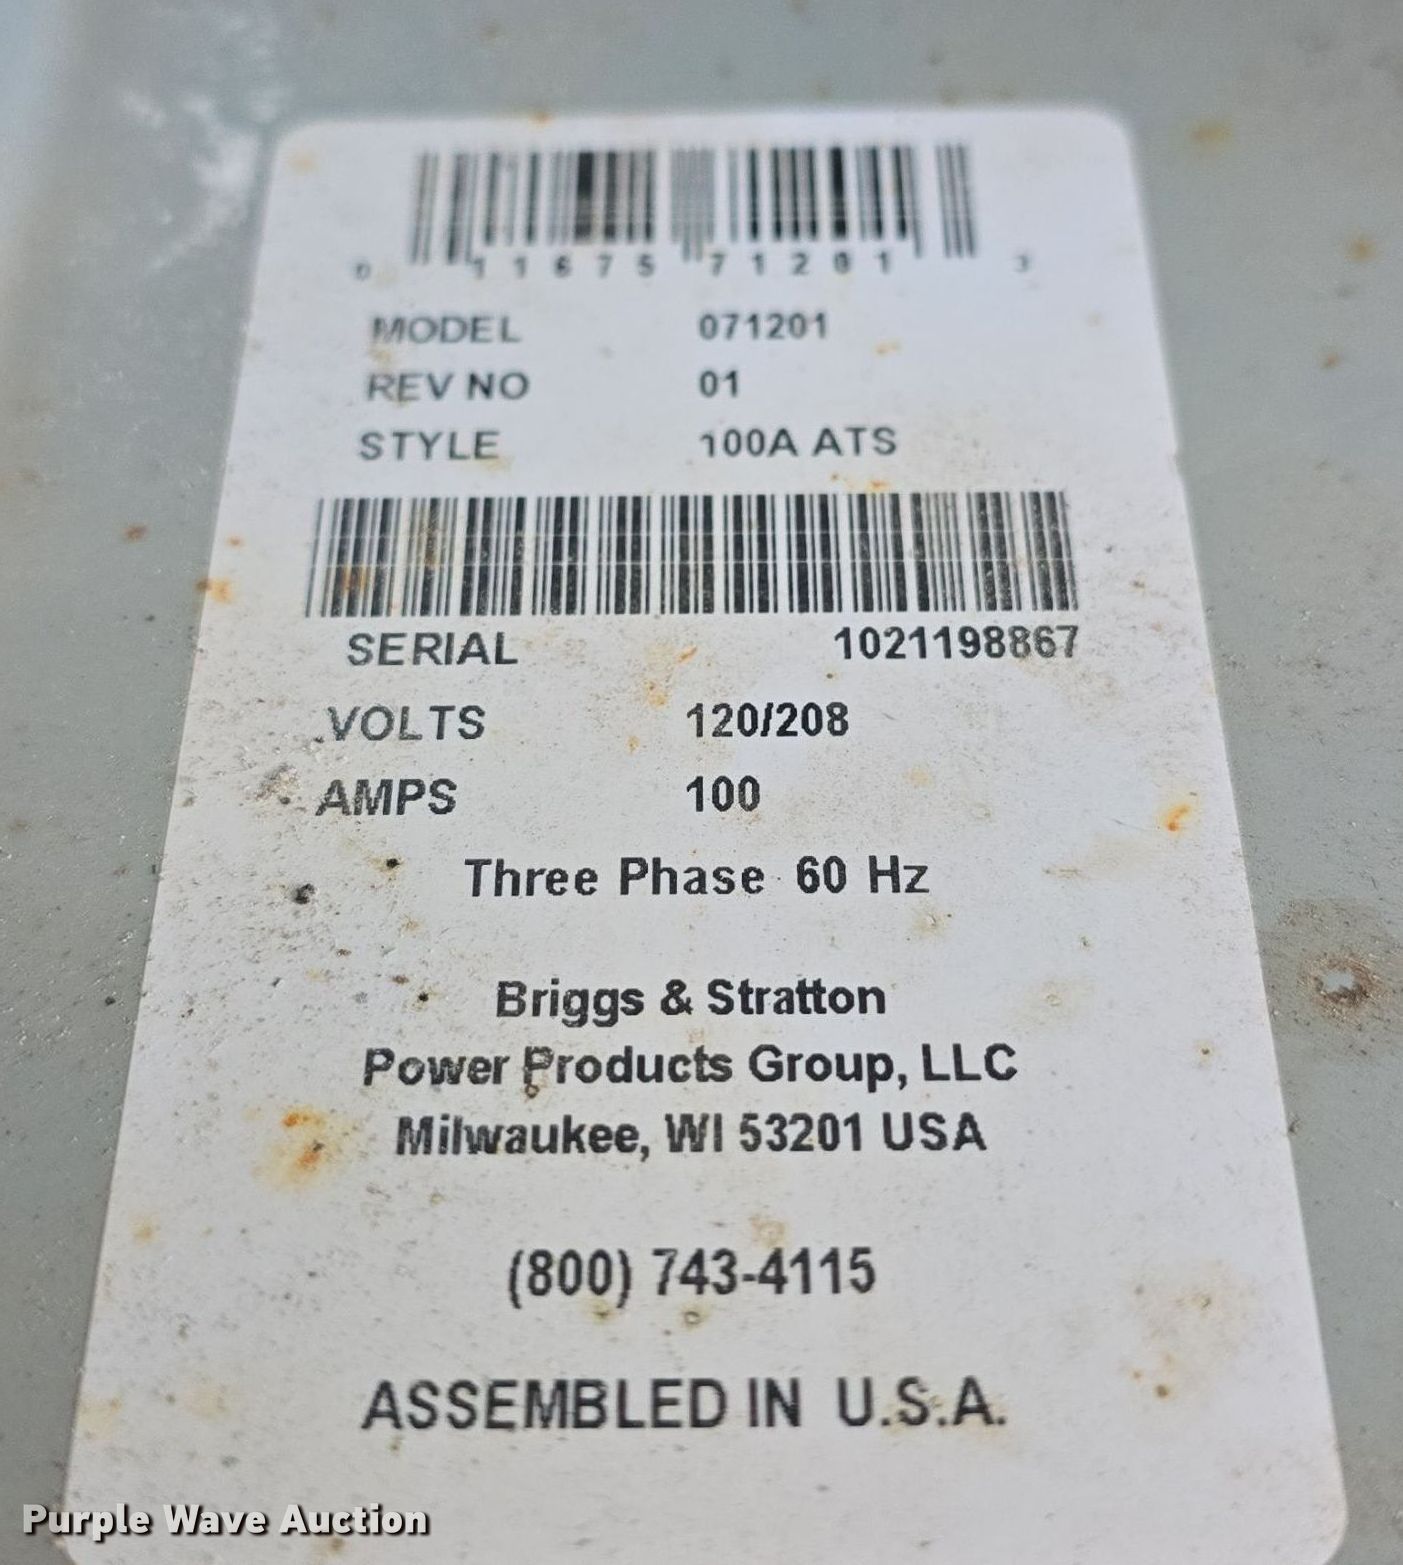 0 11675 71201 3
MODEL 071201
REV NO 01
STYLE 100A ATS
SERIAL 1021198867
VOLTS 120/208
AMPS 100
Three Phase 60 Hz
Briggs & Stratton
Power Products Group, LLC
Milwaukee, WI 53201 USA
(800) 743-4115
ASSEMBLED IN U.S.A.
Purple Wave Auction